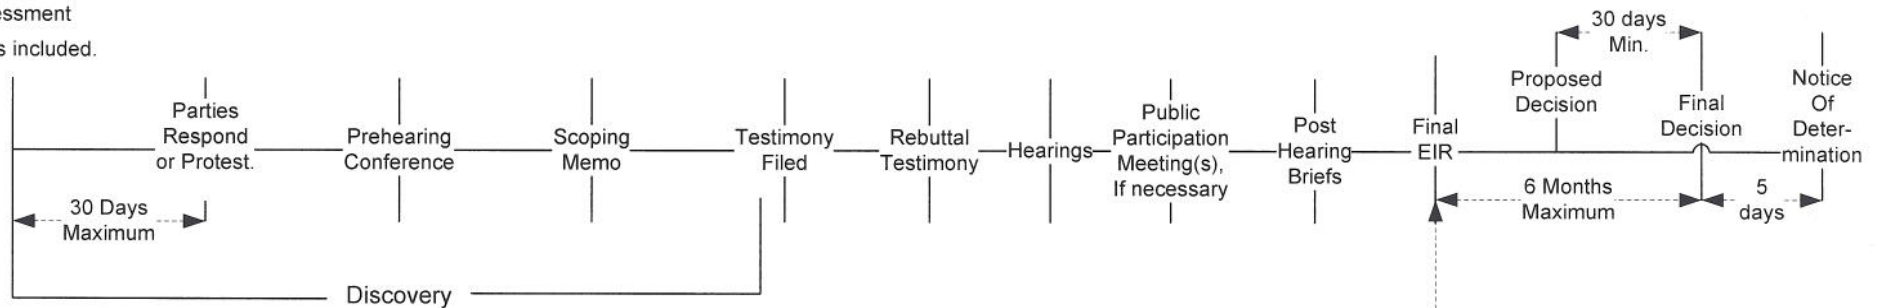 s included.
Parties
Respond
or Protest.
Prehearing
Conference
Scoping
Memo
Testimony
Filed
Rebuttal
Testimony
Hearings
Public
Participation
Meeting(s),
If necessary
Post
Hearing
Briefs
Final
EIR
Proposed
Decision
30 days
Min.
Final
Decision
Notice
Of
Deter-
mination
30 Days
Maximum
6 Months
Maximum
5
days
Discovery